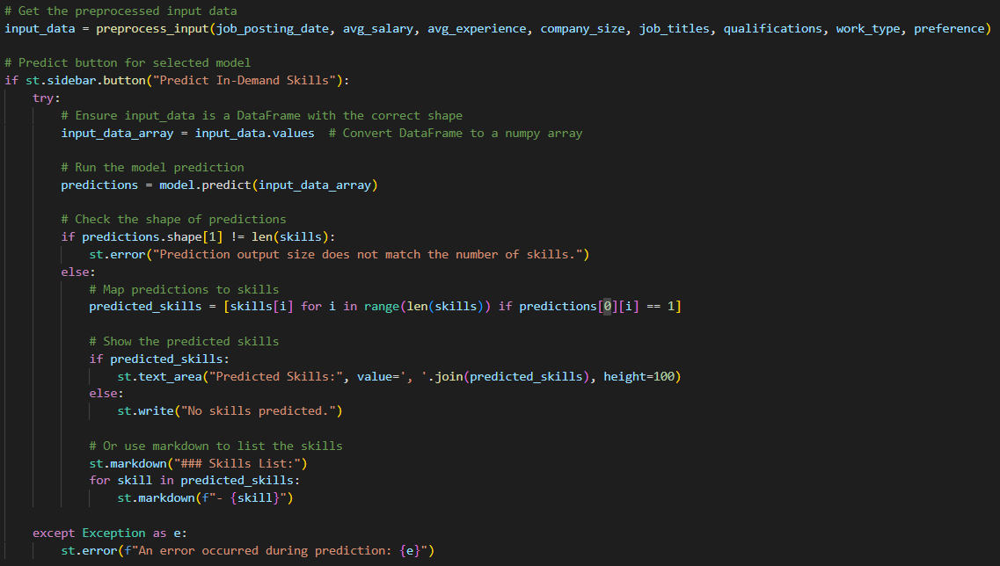 # Get the preprocessed input data
input_data = preprocess_input(job_posting_date, avg_salary, avg_experience, company_size, job_titles, qualifications, work_type, preference)
# Predict button for selected model
if st.sidebar.button("Predict In-Demand Skills"):
    try:
        # Ensure input_data is a DataFrame with the correct shape
        input_data_array = input_data.values  # Convert DataFrame to a numpy array
        # Run the model prediction
        predictions = model.predict(input_data_array)
        # Check the shape of predictions
        if predictions.shape[1] != len(skills):
            st.error("Prediction output size does not match the number of skills.")
        else:
            # Map predictions to skills
            predicted_skills = [skills[i] for i in range(len(skills)) if predictions[0][i] == 1]
            # Show the predicted skills
            if predicted_skills:
                st.text_area("Predicted Skills:", value=', '.join(predicted_skills), height=100)
            else:
                st.write("No skills predicted.")
            # Or use markdown to list the skills
            st.markdown("### Skills List:")
            for skill in predicted_skills:
                st.markdown(f"- {skill}")
    except Exception as e:
        st.error(f"An error occurred during prediction: {e}")